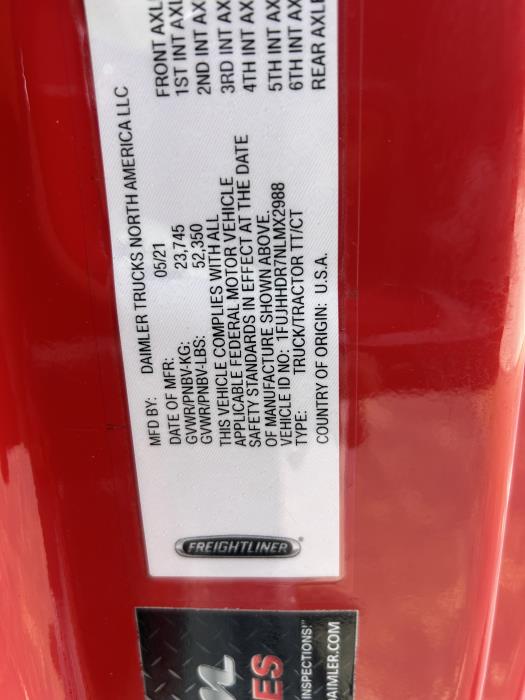 MFD BY: DAIMLER TRUCKS NORTH AMERICA LLC
DATE OF MFR: 05/21
GVWR/PNBV-KG: 23,745
GVWR/PNBV-LBS: 52,350
THIS VEHICLE COMPLIES WITH ALL
APPLICABLE FEDERAL MOTOR VEHICLE
SAFETY STANDARDS IN EFFECT AT THE DATE
OF MANUFACTURE SHOWN ABOVE.
VEHICLE ID NO: 1FUJHHDR7NLMX2988
TYPE: TRUCK/TRACTOR TT/CT
COUNTRY OF ORIGIN: U.S.A.
FRONT AXL
1ST INT AXL
2ND INT AX
3RD INT AX
4TH INT AX
5TH INT AX
6TH INT AX
REAR AXLE
FREIGHTLINER
ES
INSPECTIONS!"
DAIMLER.COM